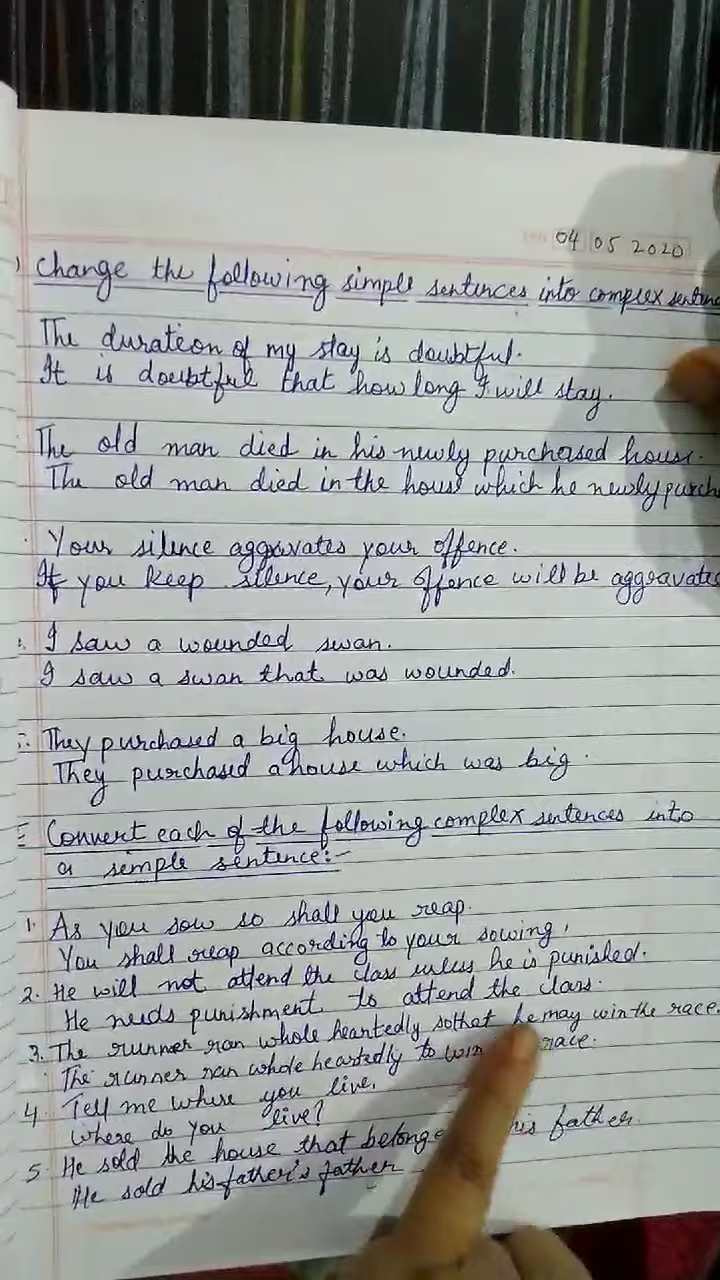 04 05 2020
) Change the following simple sentences into complex senten
The duration of my stay is doubtful.
It is doubtful that how long I will stay.
The old man died in his newly purchased house.
The old man died in the house which he newly purch
Your silence aggravates your offence.
If you keep silence, your offence will be aggravate
I saw a wounded swan.
I saw a swan that was wounded.
They purchased a big house.
They purchased a house which was big.
Convert each of the following complex sentences into
a simple sentence:-
1. As you sow so shall you reap.
You shall reap according to your sowing.
2. He will not attend the class unless he is punished.
He needs punishment to attend the class.
3. The runner ran whole heartedly so that he may win the race.
The runner ran whole heartedly to win race.
4. Tell me where you live.
Where do you live?
5. He sold the house that belonge his father.
He sold his father's father